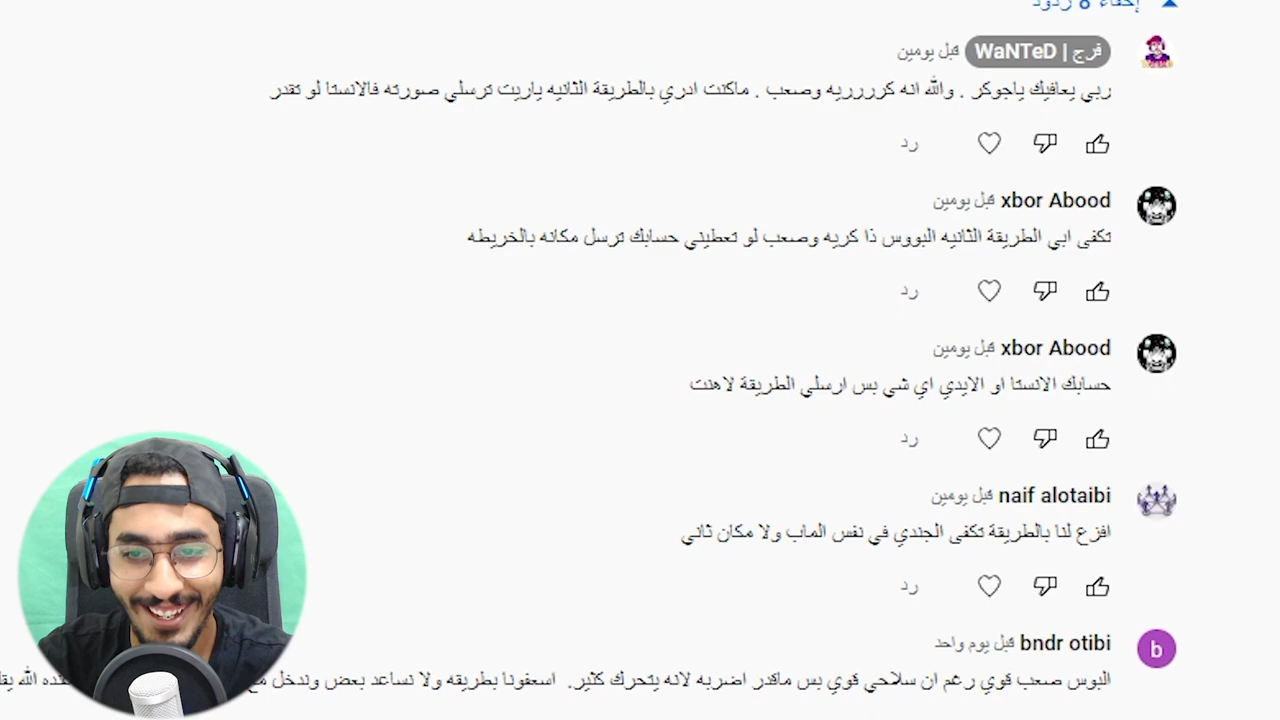 إخفاء 8 ردود
فرج | WaNTeD قبل يومين
ربي يعافيك ياجوكر . والله انه كررررريه وصعب . ماكنت ادري بالطريقة الثانيه ياريت ترسلي صورته فالانستا لو تقدر
رد
xbor Abood قبل يومين
تكفى ابي الطريقة الثانيه البووس ذا كريه وصعب لو تعطيني حسابك ترسل مكانه بالخريطه
رد
xbor Abood قبل يومين
حسابك الانستا او الايدي اي شي بس ارسلي الطريقة لاهنت
رد
naif alotaibi قبل يومين
افزع لنا بالطريقة تكفى الجندي في نفس الماب ولا مكان ثاني
رد
b
bndr otibi قبل يوم واحد
البوس صعب قوي رغم ان سلاحي قوي بس ماقدر اضربه لانه يتحرك كثير. اسعفونا بطريقه ولا نساعد بعض وندخل مع الله